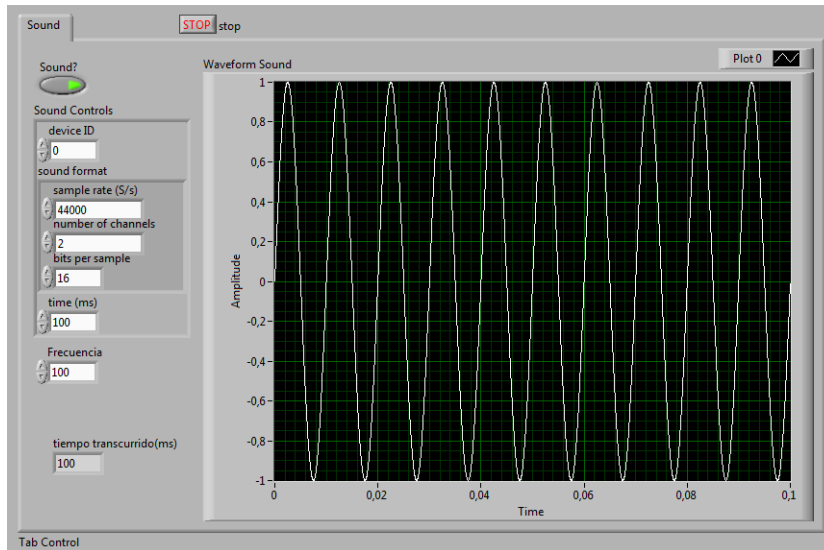 Sound
STOP stop
Sound?
Waveform Sound
Plot 0
Sound Controls
device ID
0
sound format
sample rate (S/s)
44000
number of channels
2
bits per sample
16
time (ms)
100
Frecuencia
100
tiempo transcurrido(ms)
100
Amplitude
1
0,8
0,6
0,4
0,2
0
-0,2
-0,4
-0,6
-0,8
-1
0 0,02 0,04 0,06 0,08 0,1
Time
Tab Control